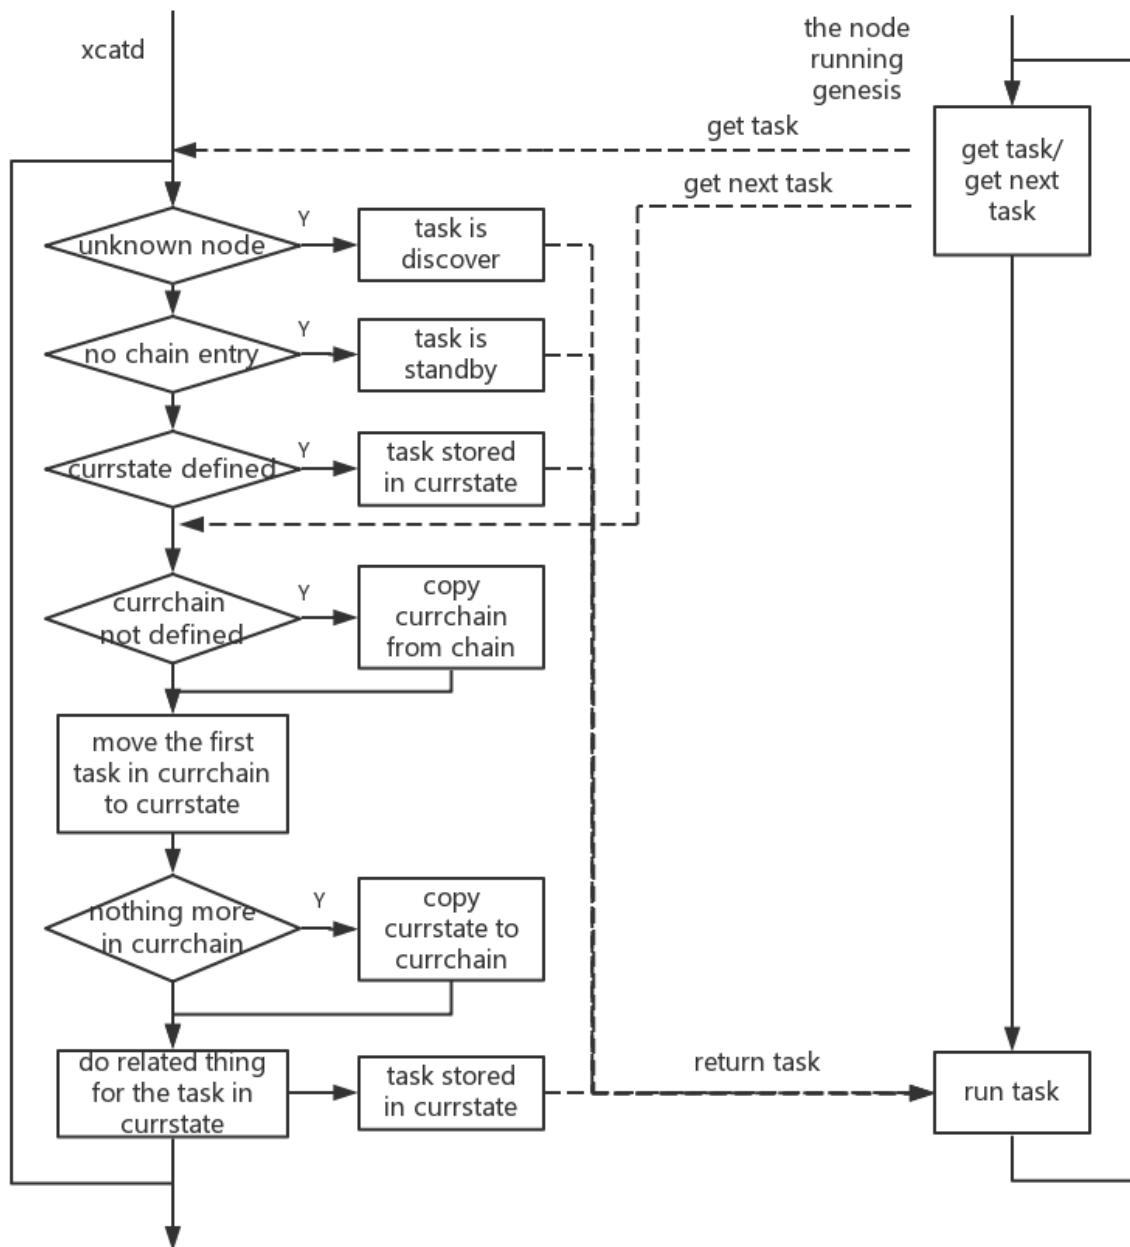 xcatd
the node
running
genesis
get task
get task/
get next
task
get next task
unknown node
Y
task is
discover
no chain entry
Y
task is
standby
currstate defined
Y
task stored
in currstate
currchain
not defined
Y
copy
currchain
from chain
move the first
task in currchain
to currstate
nothing more
in currchain
Y
copy
currstate to
currchain
do related thing
for the task in
currstate
task stored
in currstate
return task
run task